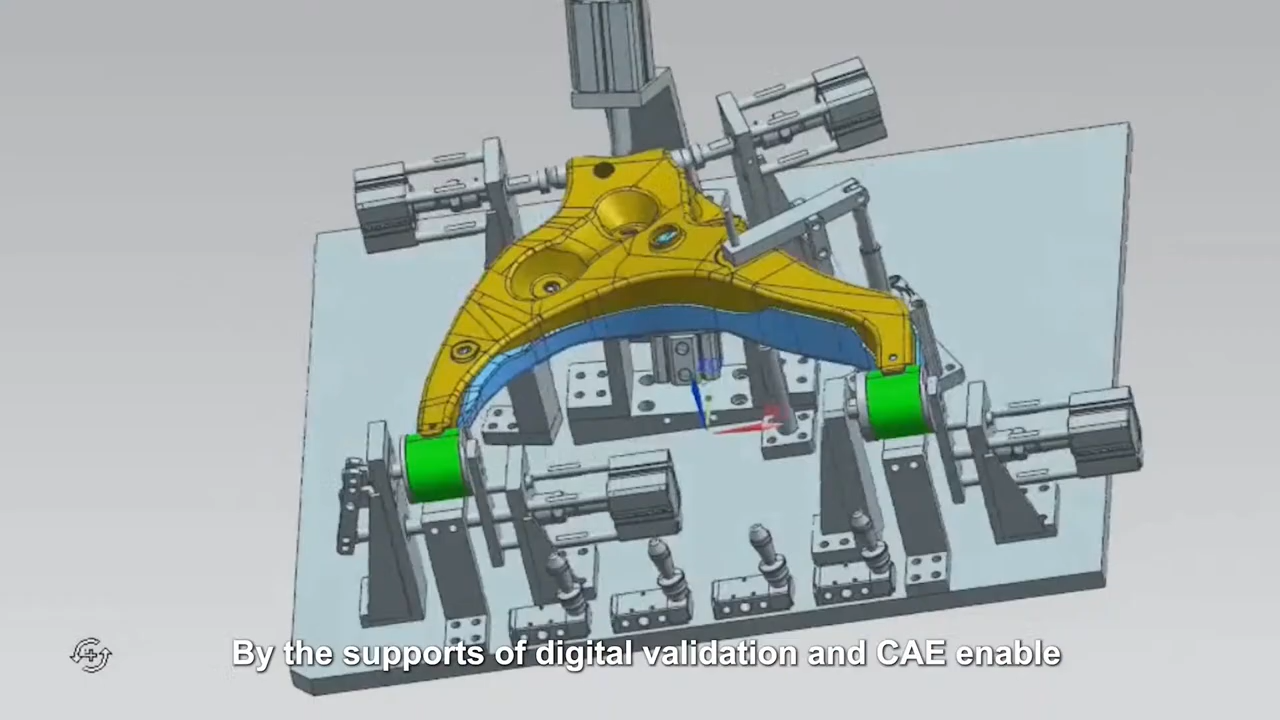 By the supports of digital validation and CAE enable